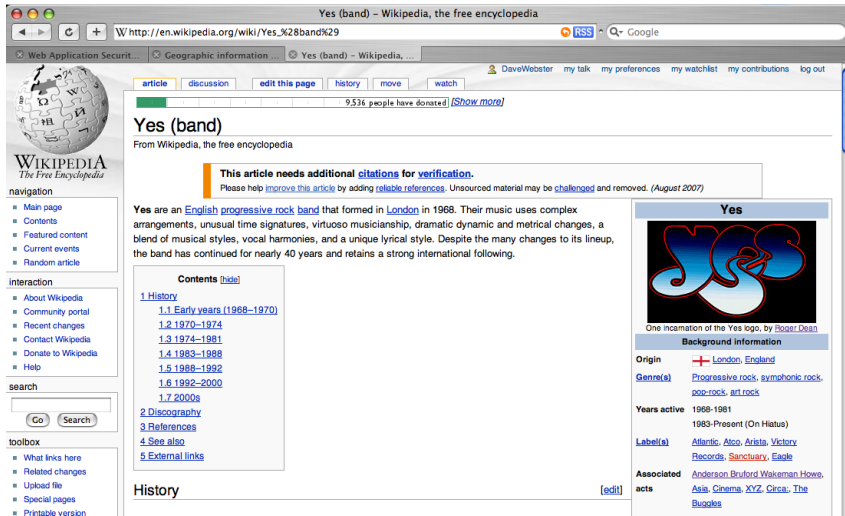 Yes (band) – Wikipedia, the free encyclopedia
W http://en.wikipedia.org/wiki/Yes_%28band%29
RSS
Google
Web Application Securit...
Geographic information ...
Yes (band) – Wikipedia, ...
DaveWebster my talk my preferences my watchlist my contributions log out
article discussion edit this page history move watch
9,536 people have donated [Show more]
WIKIPEDIA
The Free Encyclopedia
navigation
Main page
Contents
Featured content
Current events
Random article
interaction
About Wikipedia
Community portal
Recent changes
Contact Wikipedia
Donate to Wikipedia
Help
search
Go Search
toolbox
What links here
Related changes
Upload file
Special pages
Printable version
Yes (band)
From Wikipedia, the free encyclopedia
This article needs additional citations for verification.
Please help improve this article by adding reliable references. Unsourced material may be challenged and removed. (August 2007)
Yes are an English progressive rock band that formed in London in 1968. Their music uses complex
arrangements, unusual time signatures, virtuoso musicianship, dramatic dynamic and metrical changes, a
blend of musical styles, vocal harmonies, and a unique lyrical style. Despite the many changes to its lineup,
the band has continued for nearly 40 years and retains a strong international following.
Contents [hide]
1 History
1.1 Early years (1968–1970)
1.2 1970–1974
1.3 1974–1981
1.4 1983–1988
1.5 1988–1992
1.6 1992–2000
1.7 2000s
2 Discography
3 References
4 See also
5 External links
History [edit]
Yes
Yes
One incarnation of the Yes logo, by Roger Dean
Background information
Origin London, England
Genre(s) Progressive rock, symphonic rock,
pop-rock, art rock
Years active 1968-1981
1983-Present (On Hiatus)
Label(s) Atlantic, Atco, Arista, Victory
Records, Sanctuary, Eagle
Associated Anderson Bruford Wakeman Howe,
acts Asia, Cinema, XYZ, Circa:, The
Buggles